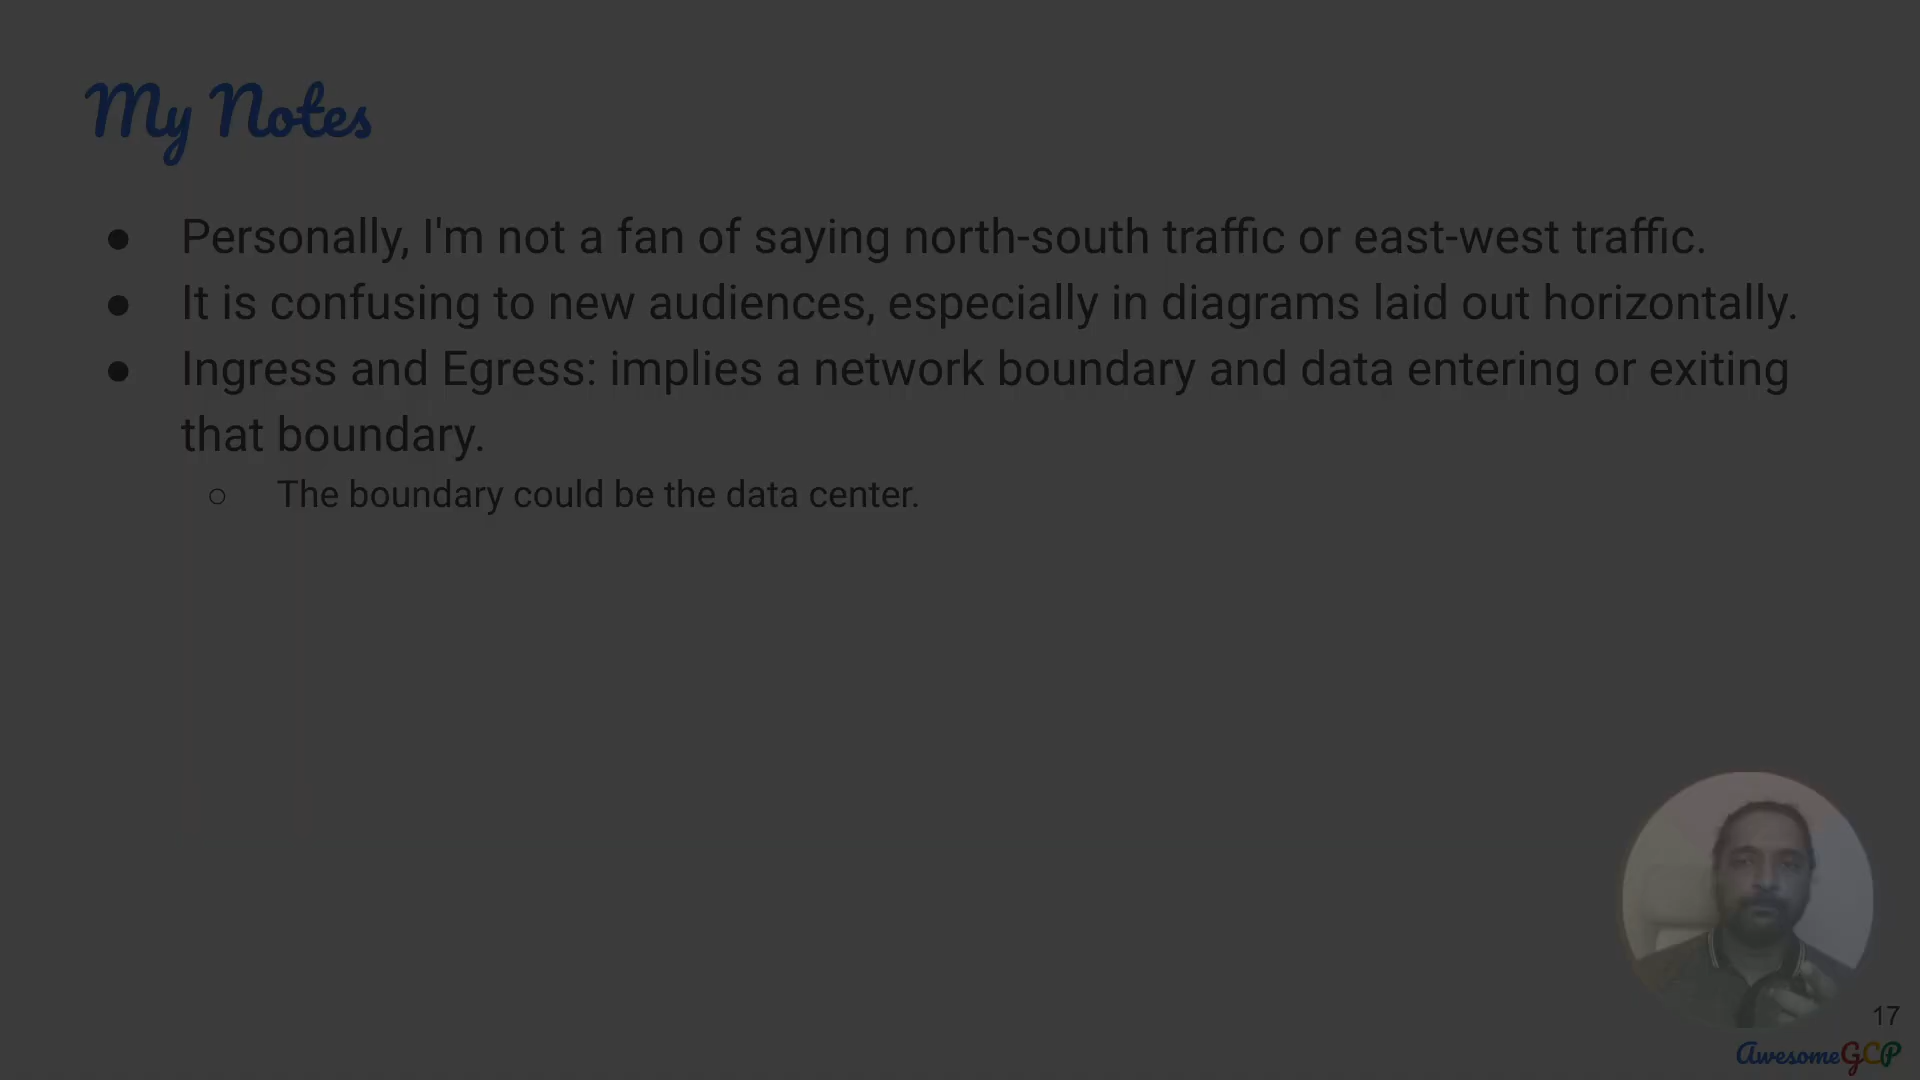 My Notes
● Personally, I'm not a fan of saying north-south traffic or east-west traffic.
● It is confusing to new audiences, especially in diagrams laid out horizontally.
● Ingress and Egress: implies a network boundary and data entering or exiting
that boundary.
○ The boundary could be the data center.
17
AwesomeGCP